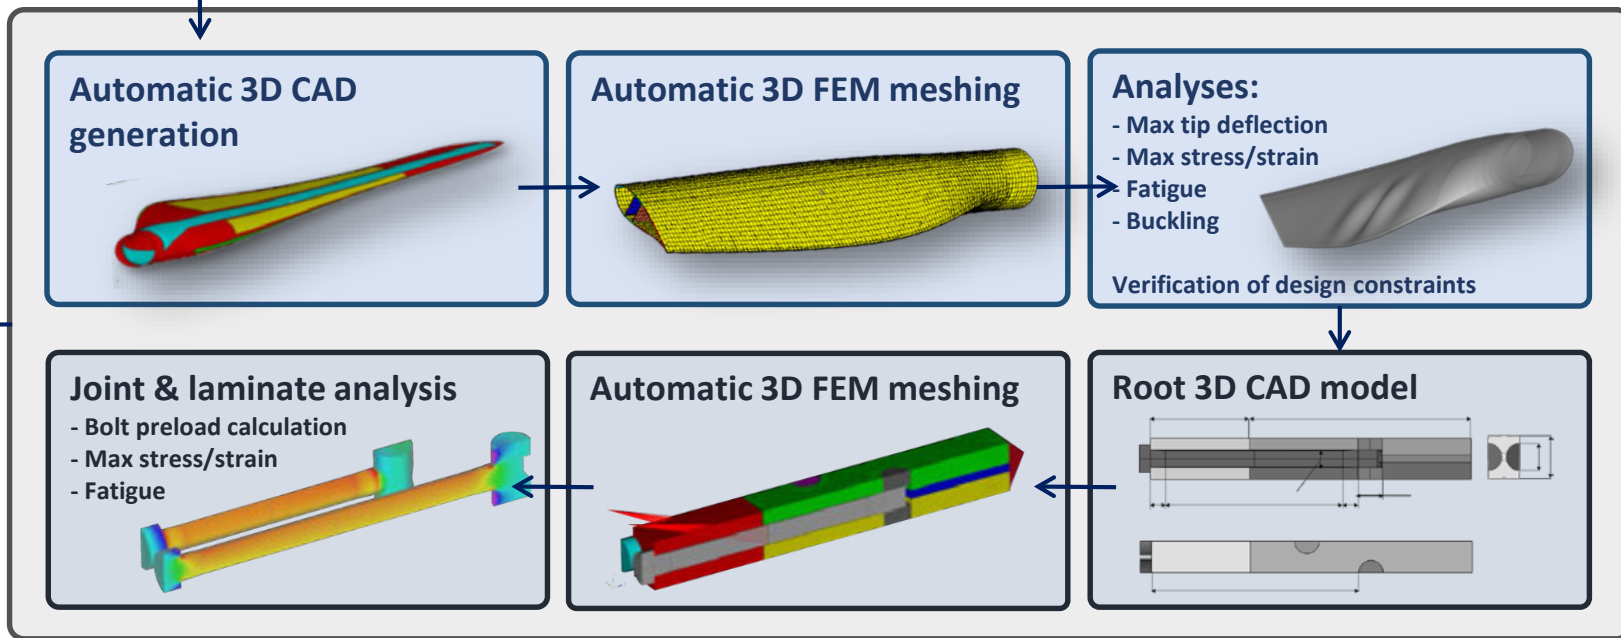 Automatic 3D CAD
generation
Automatic 3D FEM meshing
Analyses:
- Max tip deflection
- Max stress/strain
- Fatigue
- Buckling
Verification of design constraints
Joint & laminate analysis
- Bolt preload calculation
- Max stress/strain
- Fatigue
Automatic 3D FEM meshing
Root 3D CAD model